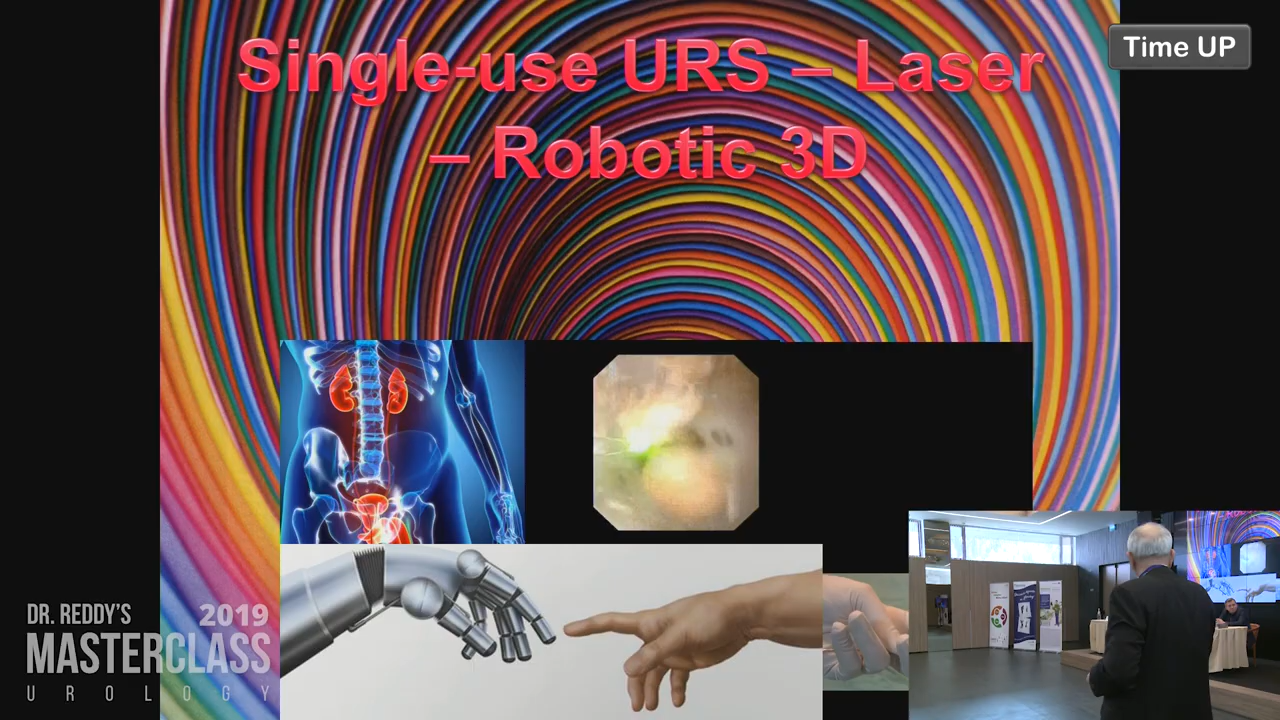 Single-use URS – Laser
– Robotic 3D
Time UP
DR. REDDY'S 2019
MASTERCLASS
UROLOGY